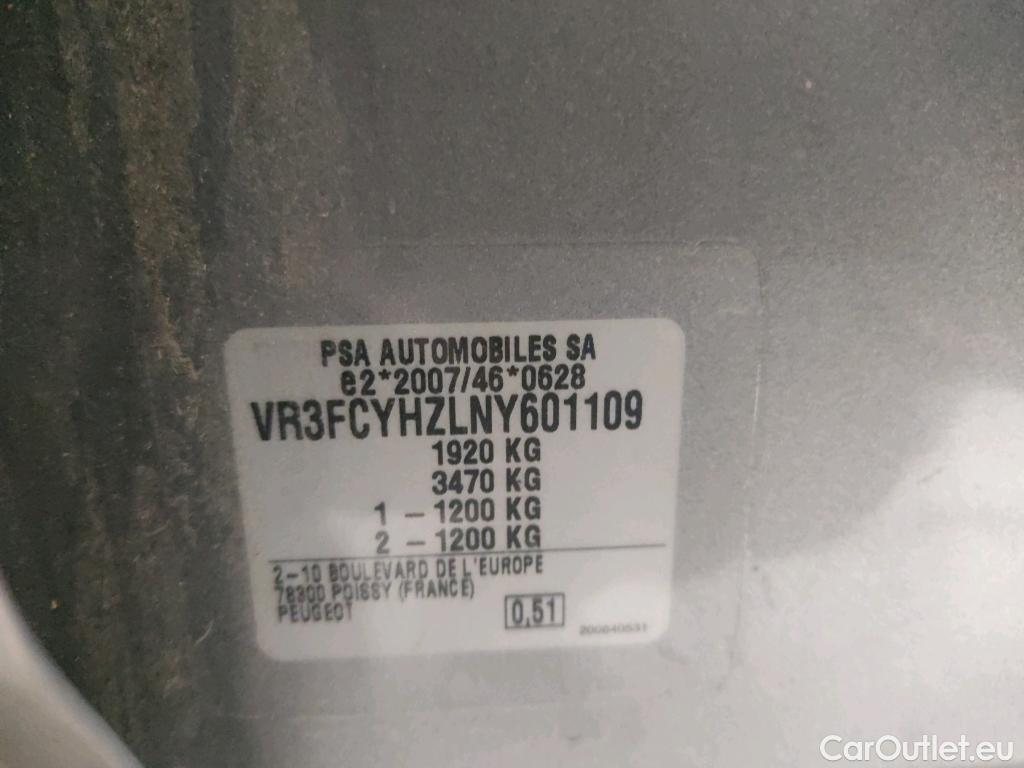 PSA AUTOMOBILES SA
e2*2007/46*0628
VR3FCYHZLNY601109
1920 KG
3470 KG
1 - 1200 KG
2 - 1200 KG
2-10 BOULEVARD DE L'EUROPE
78300 POISSY (FRANCE)
PEUGEOT
0,51
200640531
CarOutlet.eu